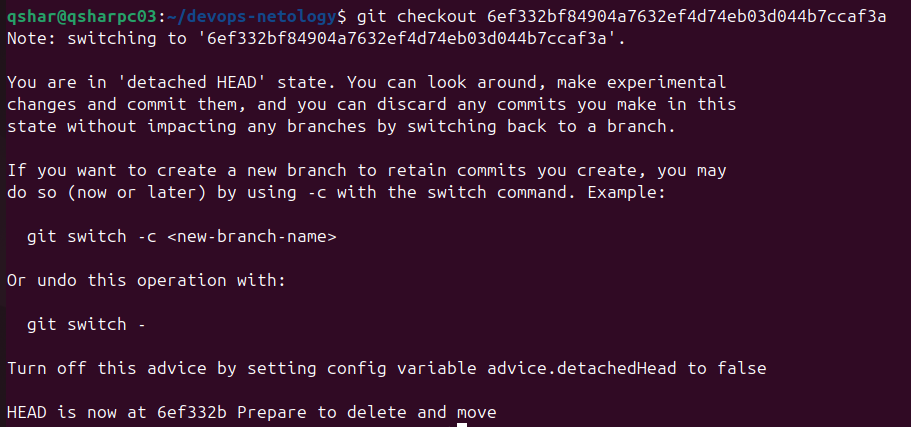 qshar@qsharpc03:~/devops-netology$ git checkout 6ef332bf84904a7632ef4d74eb03d044b7ccaf3a
Note: switching to '6ef332bf84904a7632ef4d74eb03d044b7ccaf3a'.

You are in 'detached HEAD' state. You can look around, make experimental
changes and commit them, and you can discard any commits you make in this
state without impacting any branches by switching back to a branch.

If you want to create a new branch to retain commits you create, you may
do so (now or later) by using -c with the switch command. Example:

  git switch -c <new-branch-name>

Or undo this operation with:

  git switch -

Turn off this advice by setting config variable advice.detachedHead to false

HEAD is now at 6ef332b Prepare to delete and move